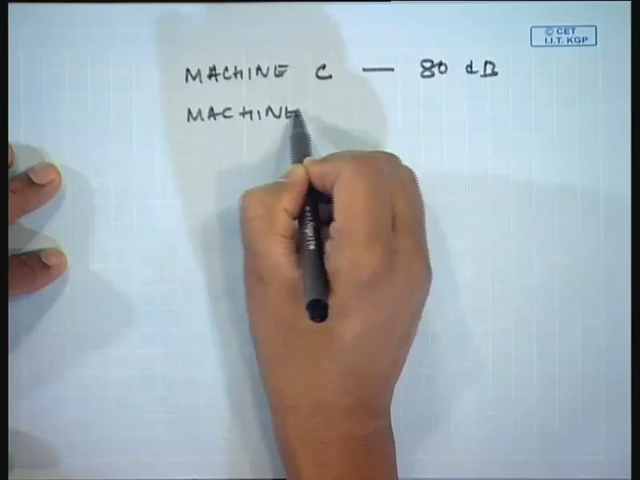 © CET
I.I.T. KGP
MACHINE C — 80 dB
MACHINE